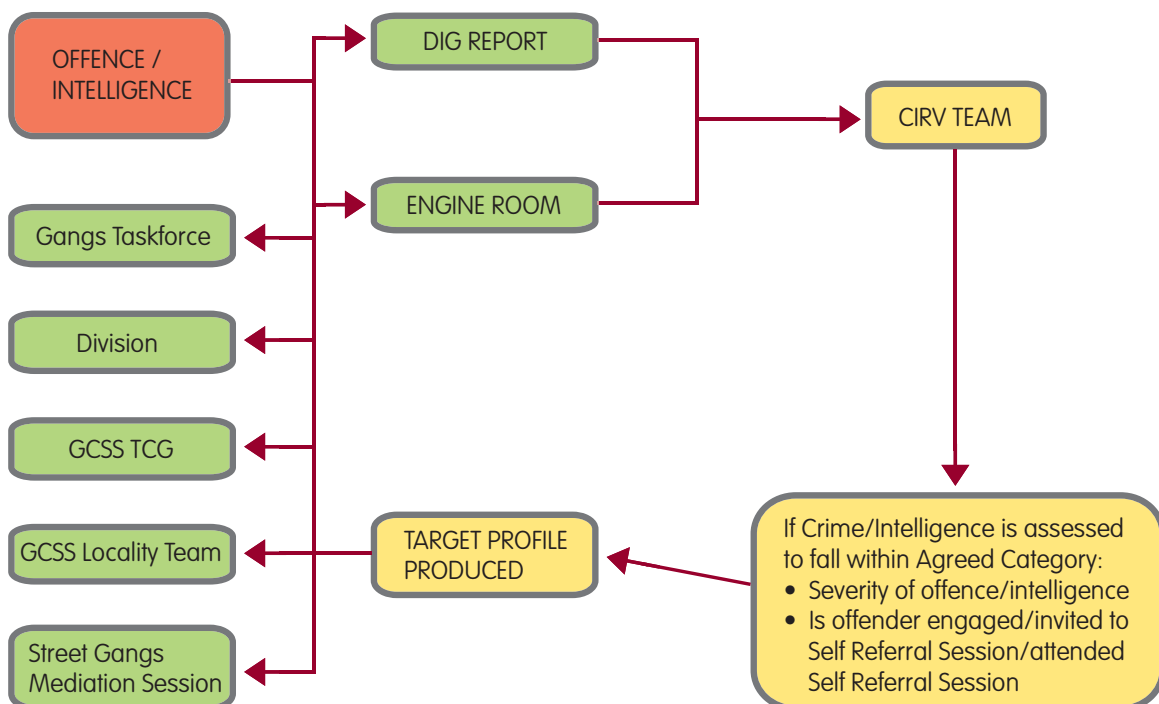 OFFENCE /
INTELLIGENCE
DIG REPORT
CIRV TEAM
ENGINE ROOM
Gangs Taskforce
Division
GCSS TCG
GCSS Locality Team
TARGET PROFILE
PRODUCED
If Crime/Intelligence is assessed
to fall within Agreed Category:
• Severity of offence/intelligence
• Is offender engaged/invited to
Self Referral Session/attended
Self Referral Session
Street Gangs
Mediation Session